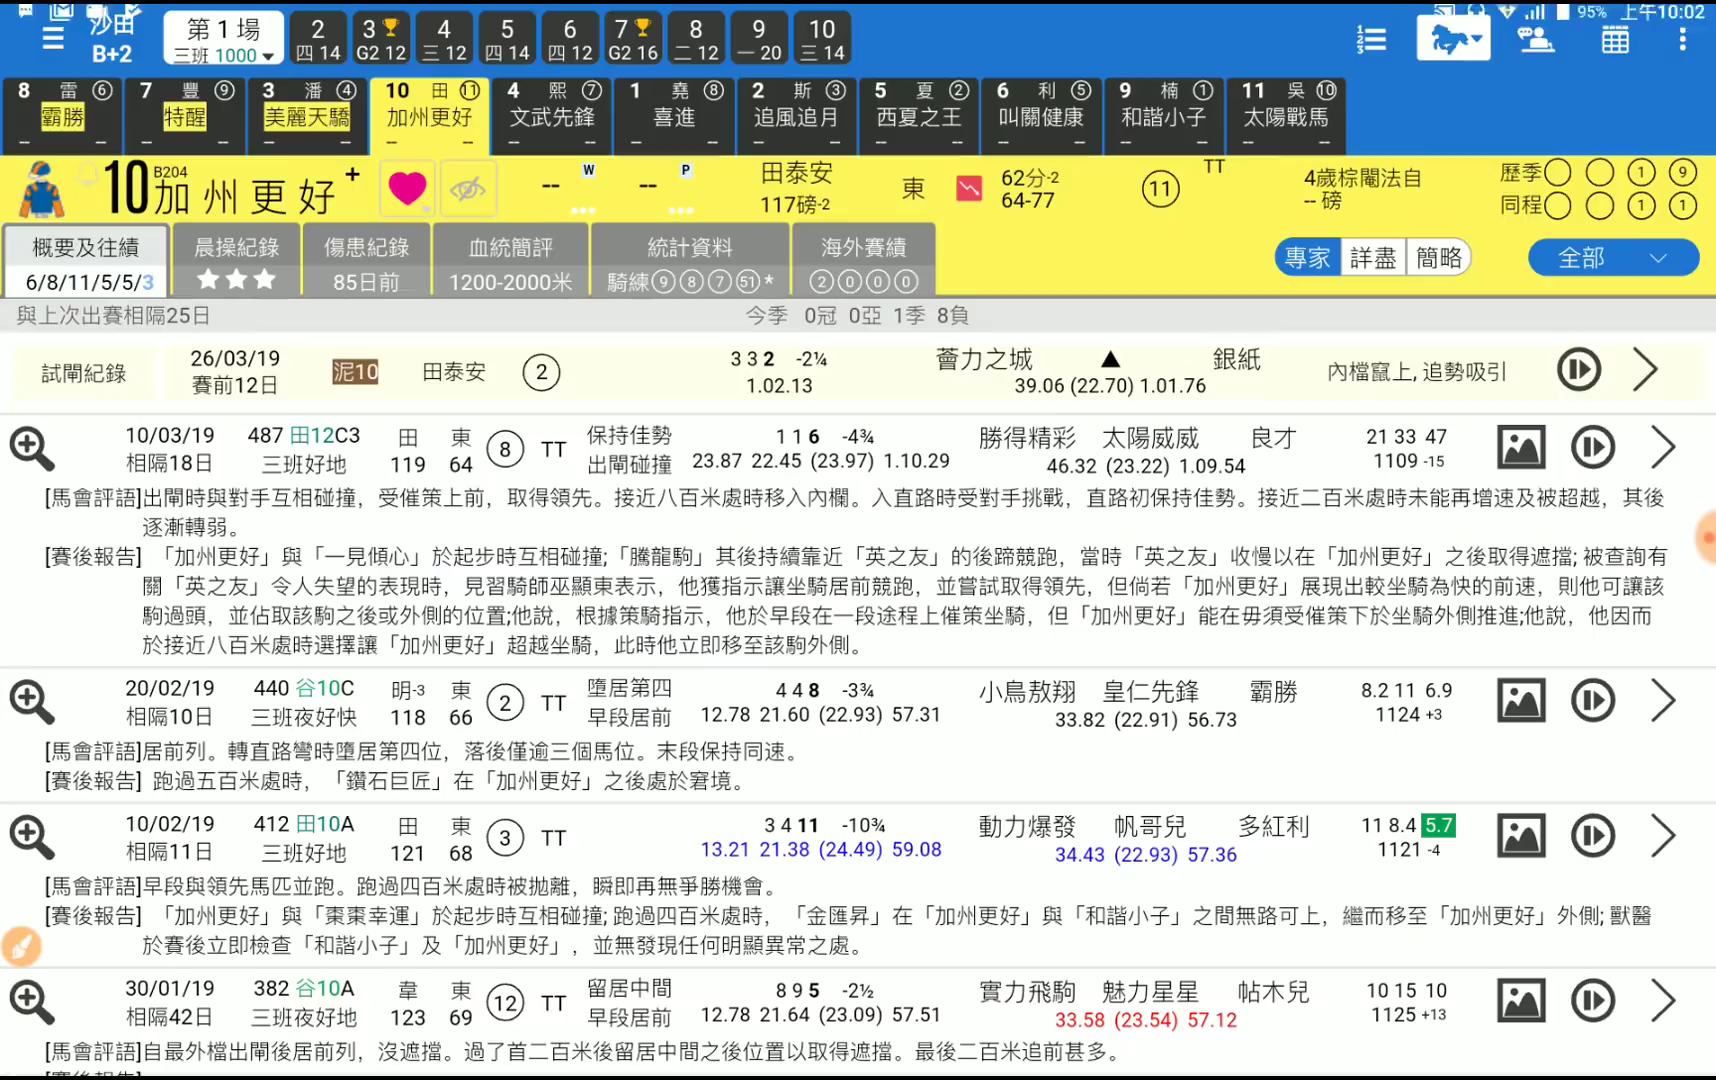 沙田
B+2
第 1 場
三班 1000
2
四 14
3
G2 12
4
三 12
5
四 14
6
四 12
7
G2 16
8
二 12
9
一 20
10
三 14
95% 上午10:02
8 雷 ⑥
霸勝
-- --
7 豐 ⑨
特醒
-- --
3 潘 ④
美麗天驕
-- --
10 田 ⑪
加州更好
-- --
4 熙 ⑦
文武先鋒
-- --
1 堯 ⑧
喜進
-- --
2 斯 ③
追風追月
-- --
5 夏 ②
西夏之王
-- --
6 利 ⑤
叫關健康
-- --
9 楠 ①
和諧小子
-- --
11 吳 ⑩
太陽戰馬
-- --
10 B204
加州更好 +
-- W
-- P
田泰安
117磅-2
東
62分-2
64-77
⑪
TT
4歲棕閹法自
-- 磅
歷季 ○ ○ ① ⑨
同程 ○ ○ ① ①
概要及往績
6/8/11/5/5/3
晨操紀錄
★★★
傷患紀錄
85日前
血統簡評
1200-2000米
統計資料
騎練⑨⑧⑦(51)*
海外賽績
②⓪⓪⓪
專家 詳盡 簡略
全部
與上次出賽相隔25日 今季 0冠 0亞 1季 8負
試閘紀錄 26/03/19 泥10 田泰安 ② 3 3 2 -2¼ 薈力之城 ▲ 銀紙 內檔竄上, 追勢吸引
賽前12日 1.02.13 39.06 (22.70) 1.01.76
10/03/19 487 田12C3 田 東 ⑧ TT 保持佳勢 1 1 6 -4¾ 勝得精彩 太陽威威 良才 21 33 47
相隔18日 三班好地 119 64 出閘碰撞 23.87 22.45 (23.97) 1.10.29 46.32 (23.22) 1.09.54 1109 -15
[馬會評語]出閘時與對手互相碰撞，受催策上前，取得領先。接近八百米處時移入內欄。入直路時受對手挑戰，直路初保持佳勢。接近二百米處時未能再增速及被超越，其後
逐漸轉弱。
[賽後報告] 「加州更好」與「一見傾心」於起步時互相碰撞;「騰龍駒」其後持續靠近「英之友」的後蹄競跑，當時「英之友」收慢以在「加州更好」之後取得遮擋; 被查詢有
關「英之友」令人失望的表現時，見習騎師巫顯東表示，他獲指示讓坐騎居前競跑，並嘗試取得領先，但倘若「加州更好」展現出較坐騎為快的前速，則他可讓該
駒過頭，並佔取該駒之後或外側的位置;他說，根據策騎指示，他於早段在一段途程上催策坐騎，但「加州更好」能在毋須受催策下於坐騎外側推進;他說，他因而
於接近八百米處時選擇讓「加州更好」超越坐騎，此時他立即移至該駒外側。
20/02/19 440 谷10C 明-3 東 ② TT 墮居第四 4 4 8 -3¾ 小鳥敖翔 皇仁先鋒 霸勝 8.2 11 6.9
相隔10日 三班夜好快 118 66 早段居前 12.78 21.60 (22.93) 57.31 33.82 (22.91) 56.73 1124 +3
[馬會評語]居前列。轉直路彎時墮居第四位，落後僅逾三個馬位。末段保持同速。
[賽後報告] 跑過五百米處時，「鑽石巨匠」在「加州更好」之後處於窘境。
10/02/19 412 田10A 田 東 ③ TT 3 4 11 -10¾ 動力爆發 帆哥兒 多紅利 11 8.4 5.7
相隔11日 三班好地 121 68 13.21 21.38 (24.49) 59.08 34.43 (22.93) 57.36 1121 -4
[馬會評語]早段與領先馬匹並跑。跑過四百米處時被拋離，瞬即再無爭勝機會。
[賽後報告] 「加州更好」與「棗棗幸運」於起步時互相碰撞; 跑過四百米處時，「金匯昇」在「加州更好」與「和諧小子」之間無路可上，繼而移至「加州更好」外側; 獸醫
於賽後立即檢查「和諧小子」及「加州更好」，並無發現任何明顯異常之處。
30/01/19 382 谷10A 韋 東 ⑫ TT 留居中間 8 9 5 -2½ 實力飛駒 魅力星星 帖木兒 10 15 10
相隔42日 三班夜好地 123 69 早段居前 12.78 21.64 (23.09) 57.51 33.58 (23.54) 57.12 1125 +13
[馬會評語]自最外檔出閘後居前列，沒遮擋。過了首二百米後留居中間之後位置以取得遮擋。最後二百米追前甚多。